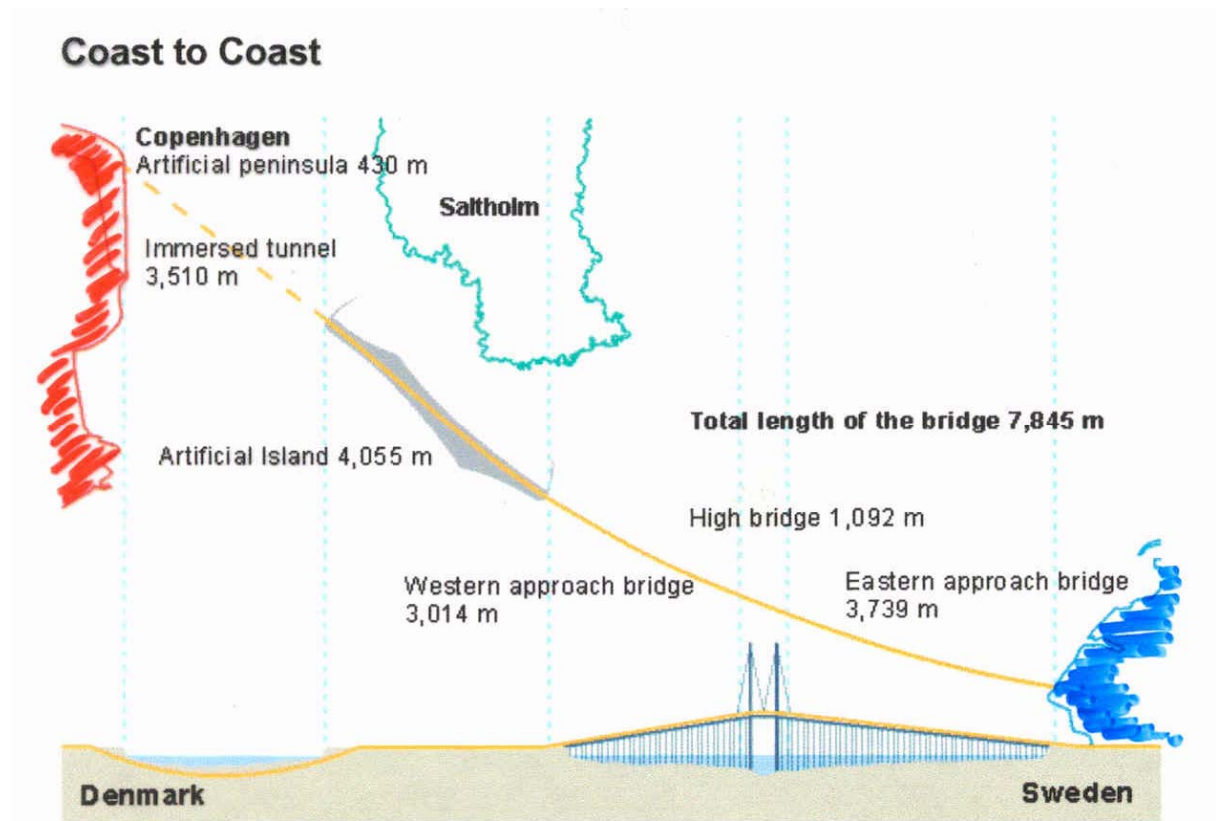 Coast to Coast
Copenhagen
Artificial peninsula 430 m
Saltholm
Immersed tunnel
3,510 m
Total length of the bridge 7,845 m
Artificial Island 4,055 m
High bridge 1,092 m
Western approach bridge
3,014 m
Eastern approach bridge
3,739 m
Denmark
Sweden